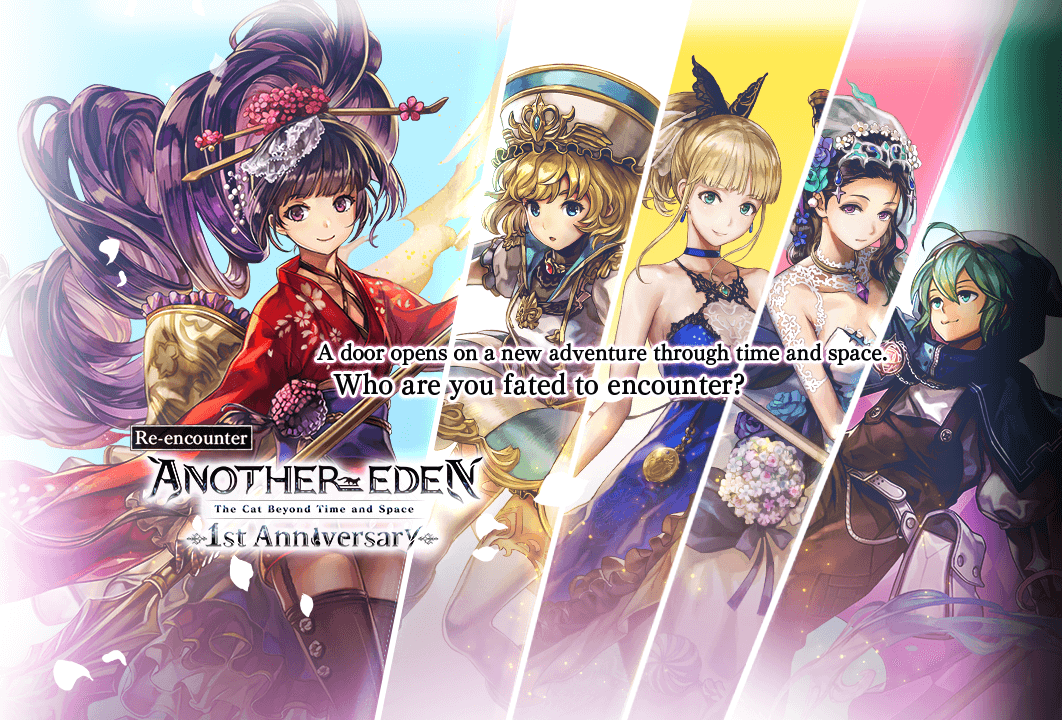 A door opens on a new adventure through time and space.
Who are you fated to encounter?
Re-encounter
ANOTHER EDEN
The Cat Beyond Time and Space
1st Anniversary